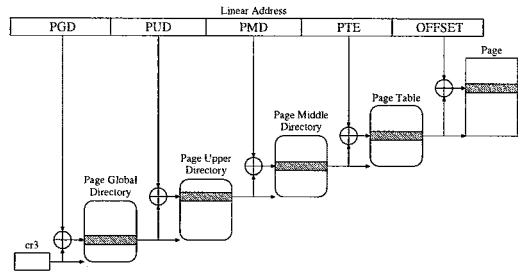 Linear Address
PGD PUD PMD PTE OFFSET
Page
Page Table
Page Middle
Directory
Page Upper
Directory
Page Global
Directory
cr3